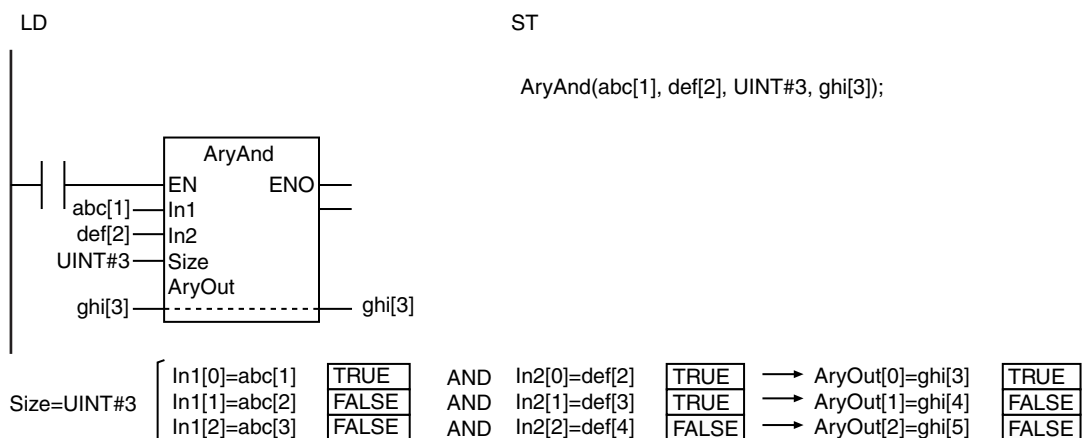 LD
ST
AryAnd(abc[1], def[2], UINT#3, ghi[3]);
AryAnd
EN ENO
abc[1] In1
def[2] In2
UINT#3 Size
AryOut
ghi[3] ghi[3]
Size=UINT#3
In1[0]=abc[1] TRUE AND In2[0]=def[2] TRUE → AryOut[0]=ghi[3] TRUE
In1[1]=abc[2] FALSE AND In2[1]=def[3] TRUE → AryOut[1]=ghi[4] FALSE
In1[2]=abc[3] FALSE AND In2[2]=def[4] FALSE → AryOut[2]=ghi[5] FALSE